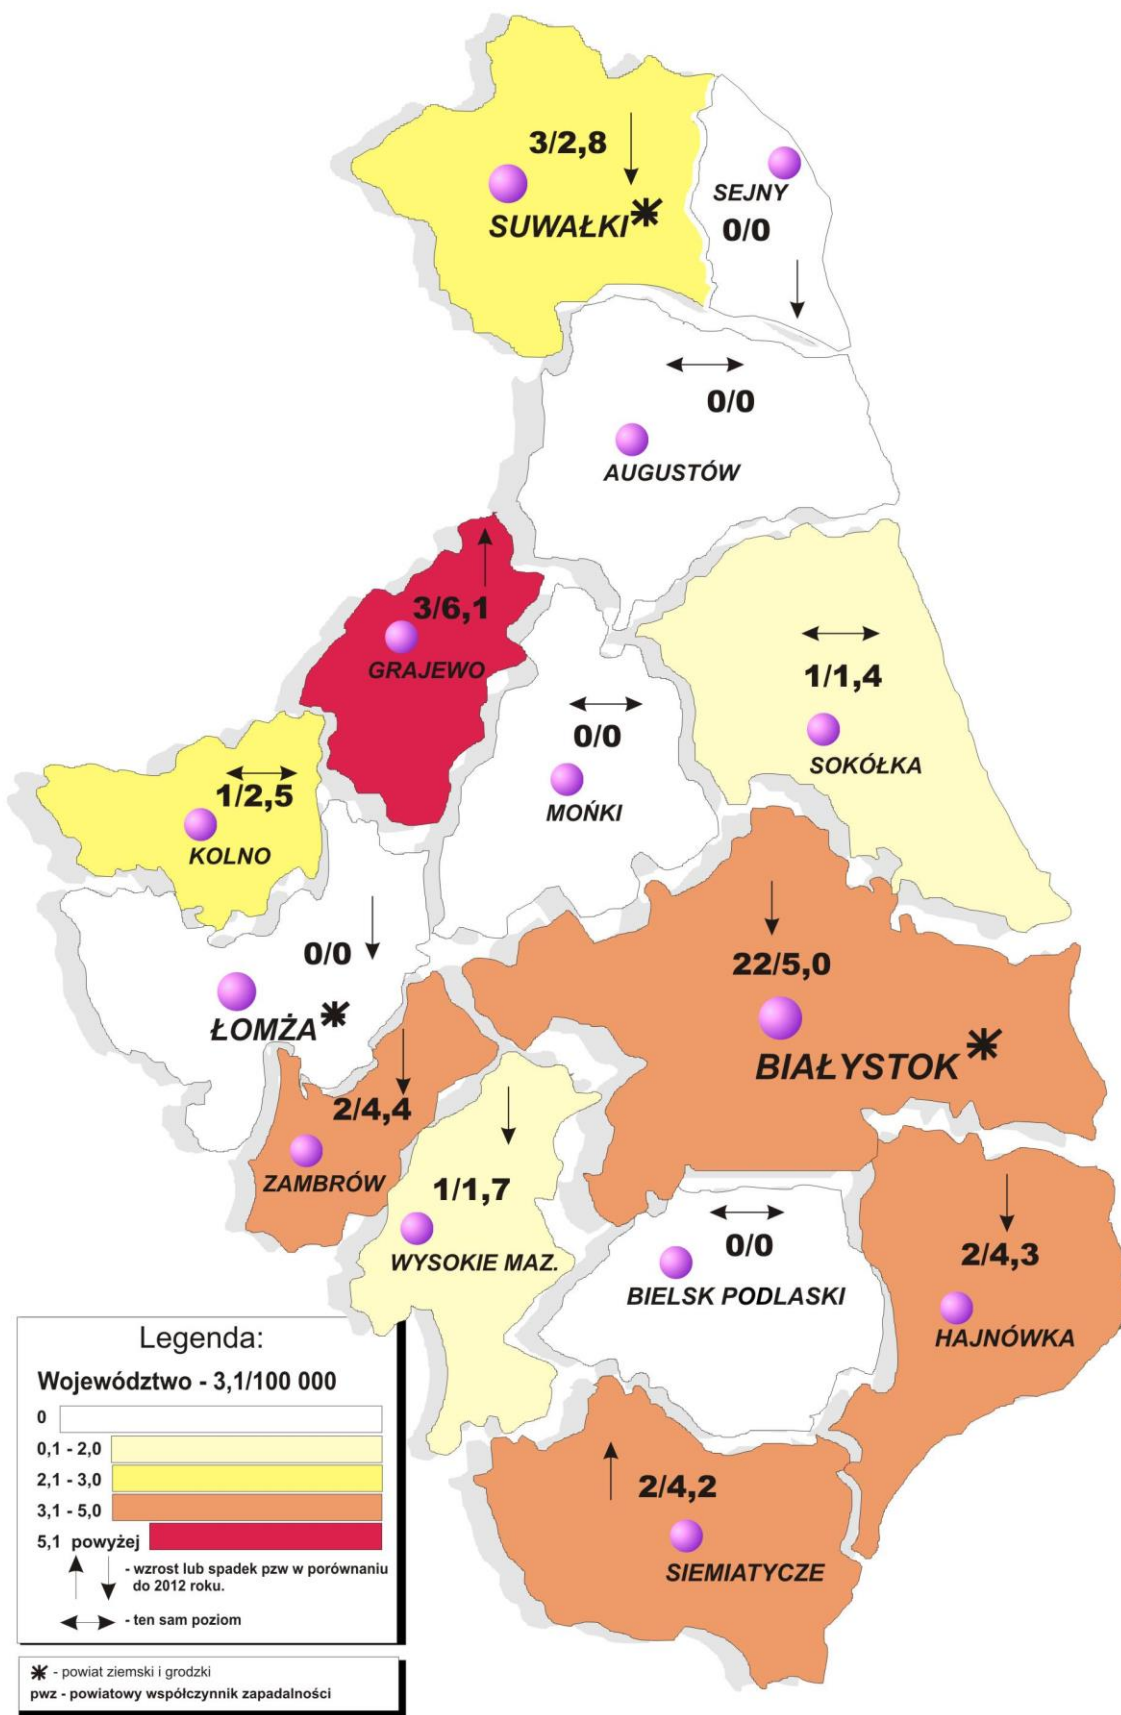 3/2,8
SUWAŁKI
SEJNY
0/0
0/0
AUGUSTÓW
3/6,1
GRAJEWO
1/1,4
SOKÓŁKA
0/0
MOŃKI
1/2,5
KOLNO
0/0
ŁOMŻA
22/5,0
BIAŁYSTOK
2/4,4
ZAMBRÓW
1/1,7
WYSOKIE MAZ.
0/0
BIELSK PODLASKI
2/4,3
HAJNÓWKA
2/4,2
SIEMIATYCZE
Legenda:
Województwo - 3,1/100 000
0
0,1 - 2,0
2,1 - 3,0
3,1 - 5,0
5,1 powyżej
- wzrost lub spadek pzw w porównaniu
do 2012 roku.
- ten sam poziom
- powiat ziemski i grodzki
pwz - powiatowy współczynnik zapadalności